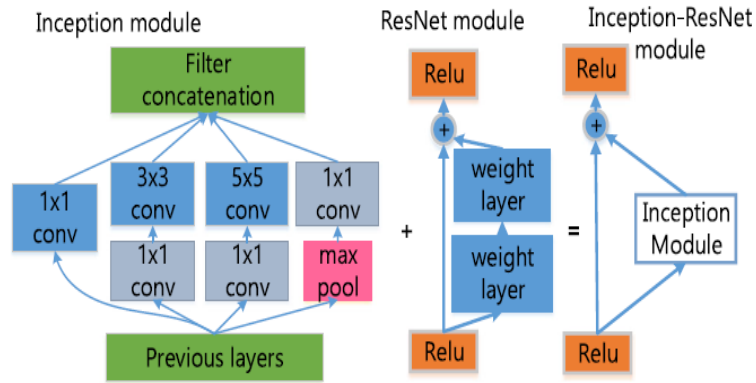 Inception module
Filter
concatenation
1x1
conv
3x3
conv
5x5
conv
1x1
conv
1x1
conv
1x1
conv
max
pool
Previous layers
+
ResNet module
Relu
+
weight
layer
weight
layer
Relu
=
Inception-ResNet
module
Relu
+
Inception
Module
Relu